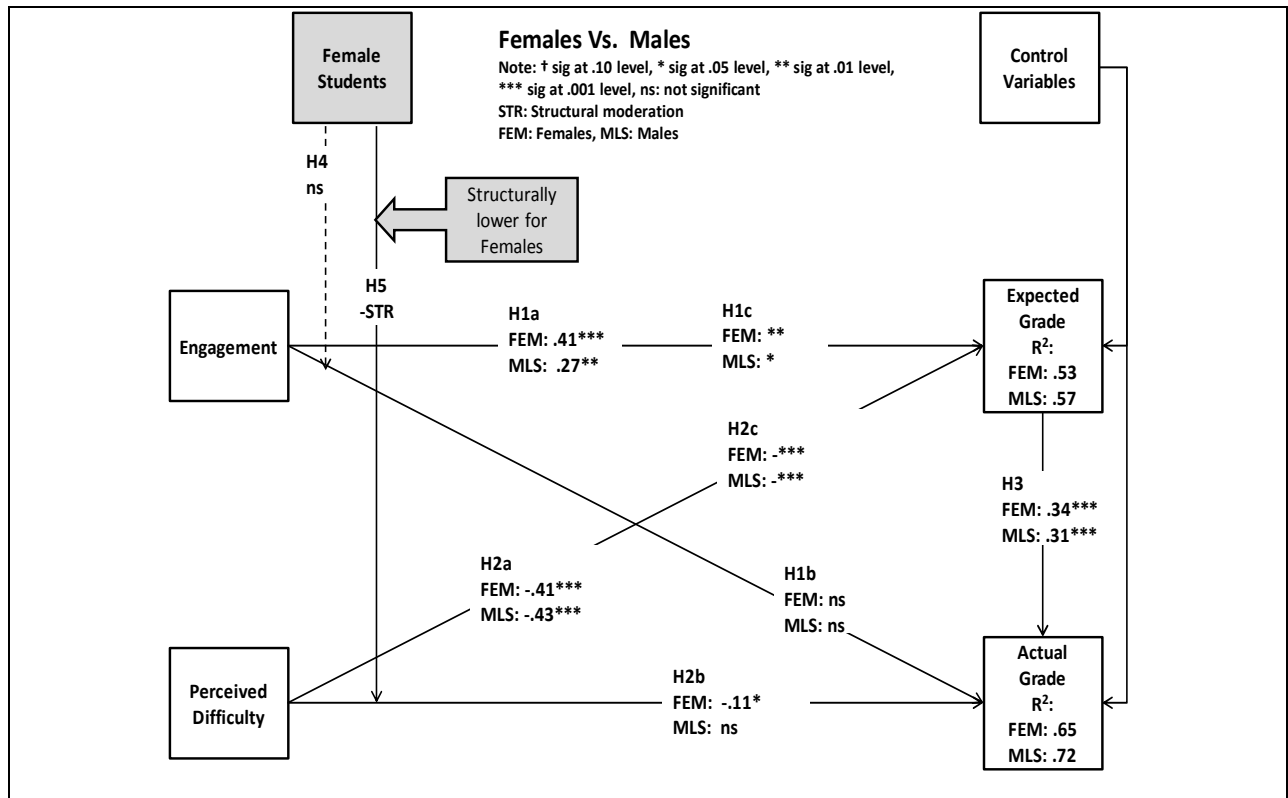 Female
Students
Females Vs. Males
Note: † sig at .10 level, * sig at .05 level, ** sig at .01 level,
*** sig at .001 level, ns: not significant
STR: Structural moderation
FEM: Females, MLS: Males
Control
Variables
H4
ns
Structurally
lower for
Females
H5
-STR
Engagement
H1a
FEM: .41***
MLS: .27**
H1c
FEM: **
MLS: *
Expected
Grade
R²:
FEM: .53
MLS: .57
H2c
FEM: -***
MLS: -***
H3
FEM: .34***
MLS: .31***
H2a
FEM: -.41***
MLS: -.43***
H1b
FEM: ns
MLS: ns
Perceived
Difficulty
H2b
FEM: -.11*
MLS: ns
Actual
Grade
R²:
FEM: .65
MLS: .72